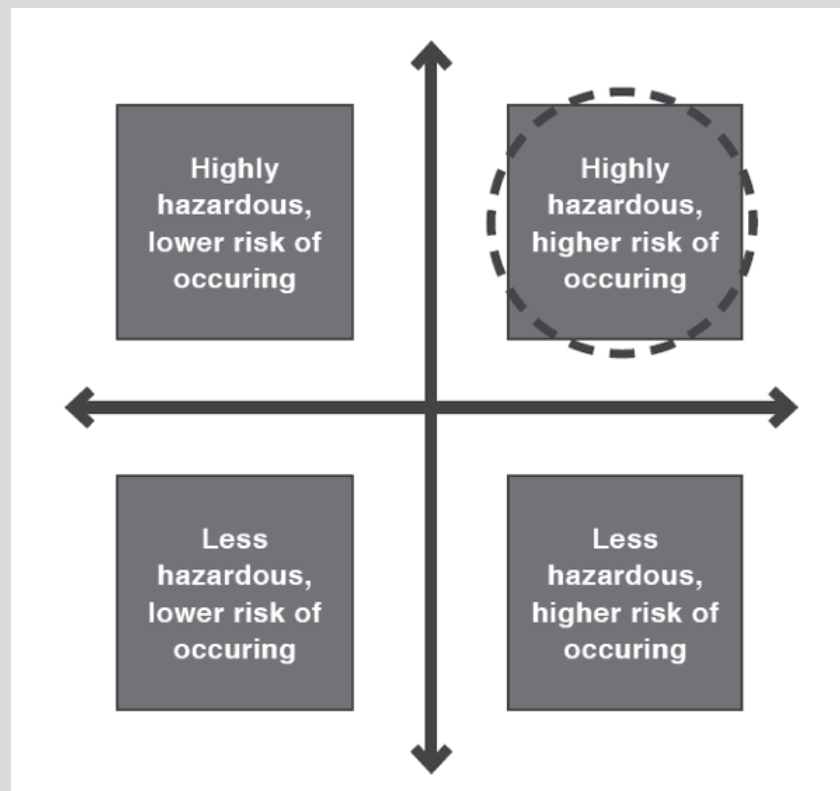 Highly
hazardous,
lower risk of
occuring
Highly
hazardous,
higher risk of
occuring
Less
hazardous,
lower risk of
occuring
Less
hazardous,
higher risk of
occuring